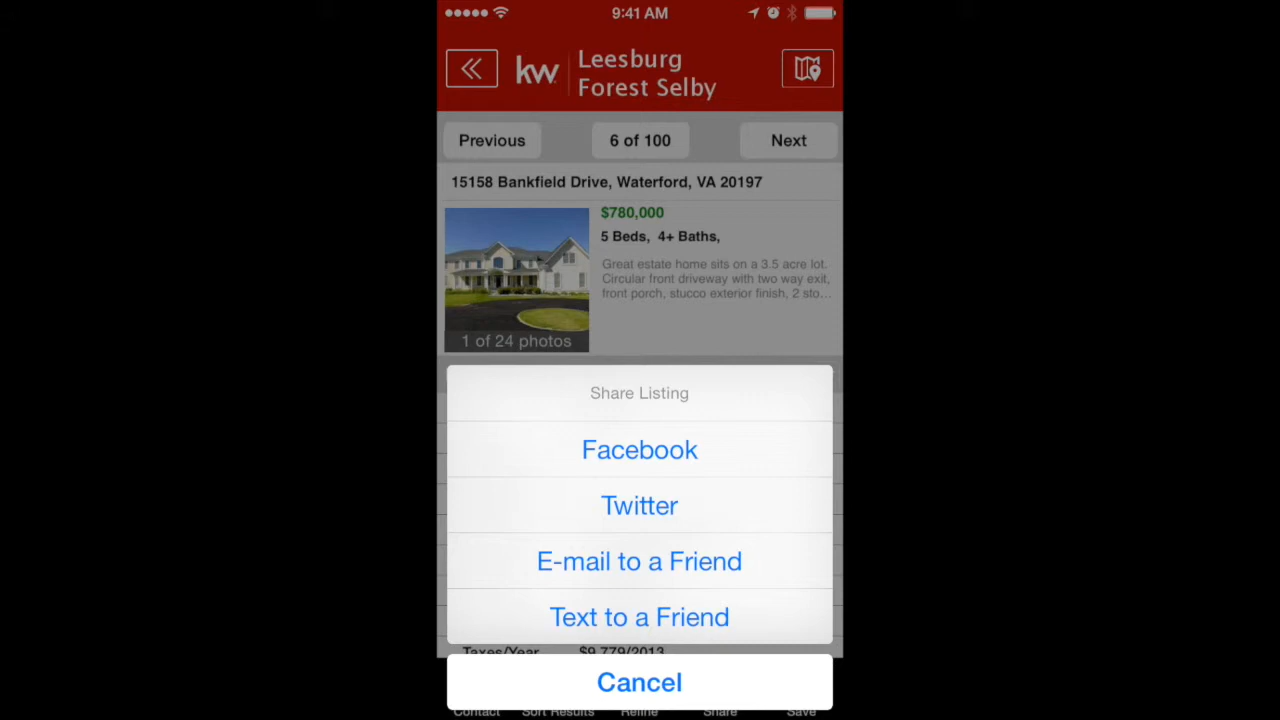 9:41 AM
kw
Leesburg
Forest Selby
Previous
6 of 100
Next
15158 Bankfield Drive, Waterford, VA 20197
$780,000
5 Beds, 4+ Baths,
Great estate home sits on a 3.5 acre lot.
Circular front driveway with two way exit,
front porch, stucco exterior finish, 2 sto...
1 of 24 photos
Share Listing
Facebook
Twitter
E-mail to a Friend
Text to a Friend
Taxes/Year $9,779/2013
Cancel
Contact Sort Results Refine Share Save